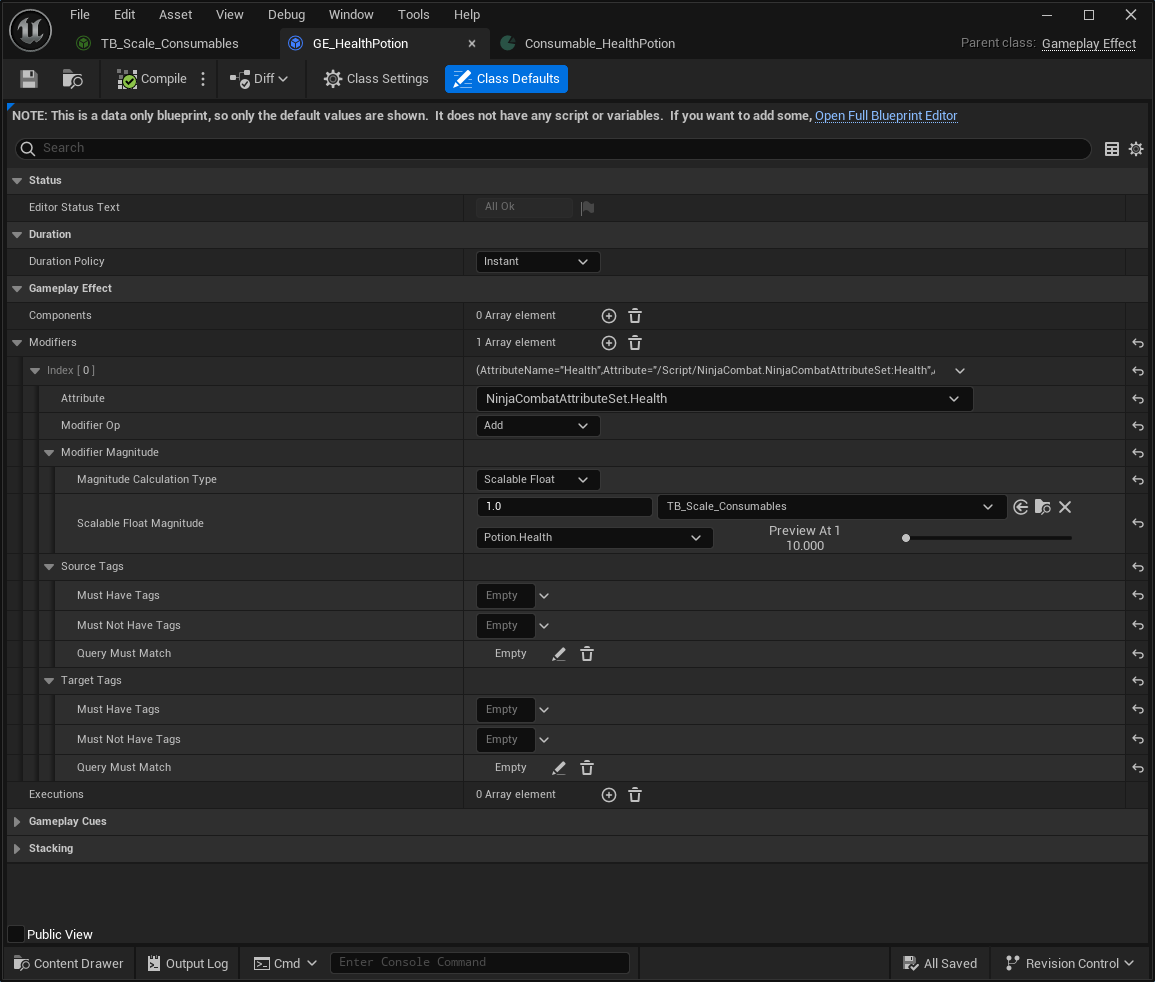 File Edit Asset View Debug Window Tools Help
TB_Scale_Consumables GE_HealthPotion Consumable_HealthPotion Parent class: Gameplay Effect
Compile Diff Class Settings Class Defaults
NOTE: This is a data only blueprint, so only the default values are shown. It does not have any script or variables. If you want to add some, Open Full Blueprint Editor
Search
Status
Editor Status Text All Ok
Duration
Duration Policy Instant
Gameplay Effect
Components 0 Array element
Modifiers 1 Array element
Index [ 0 ] (AttributeName="Health",Attribute="/Script/NinjaCombat.NinjaCombatAttributeSet:Health",
Attribute NinjaCombatAttributeSet.Health
Modifier Op Add
Modifier Magnitude
Magnitude Calculation Type Scalable Float
Scalable Float Magnitude 1.0 TB_Scale_Consumables
Potion.Health Preview At 1
10.000
Source Tags
Must Have Tags Empty
Must Not Have Tags Empty
Query Must Match Empty
Target Tags
Must Have Tags Empty
Must Not Have Tags Empty
Query Must Match Empty
Executions 0 Array element
Gameplay Cues
Stacking
Public View
Content Drawer Output Log Cmd Enter Console Command All Saved Revision Control